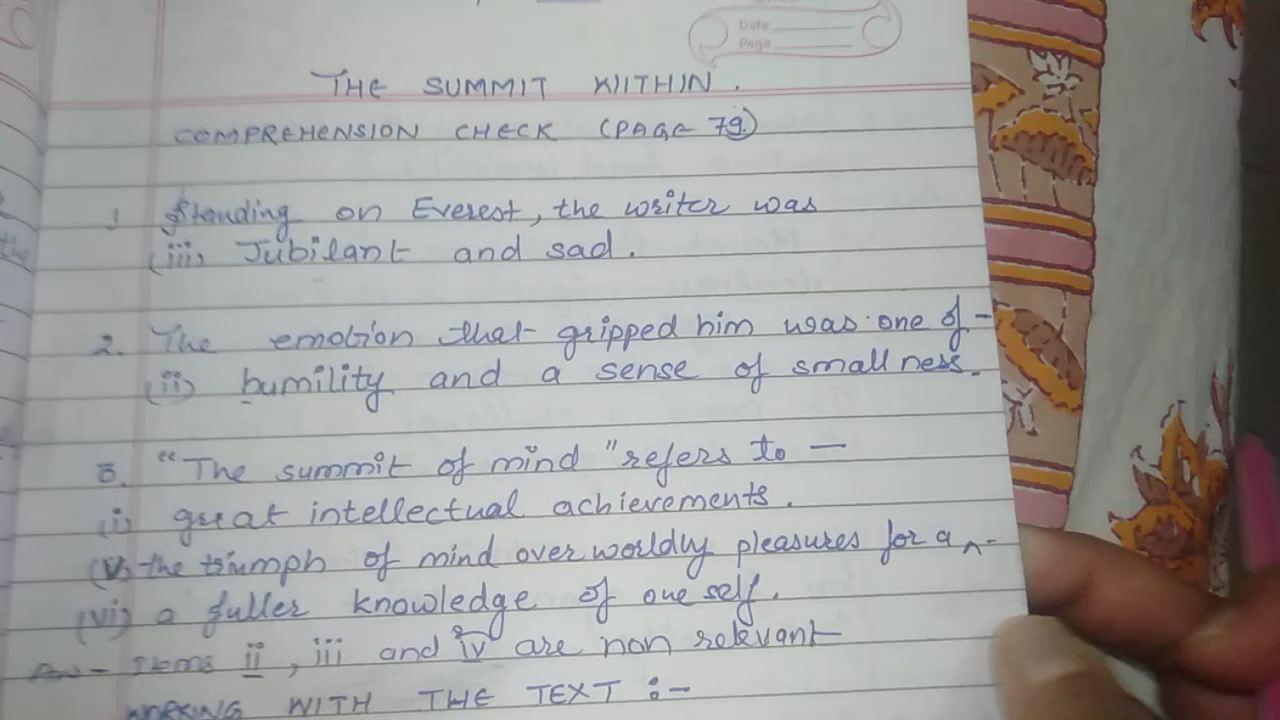 Date
Page
THE SUMMIT WITHIN.
COMPREHENSION CHECK (PAGE 79)
1 Standing on Everest, the writer was
(iii) Jubilant and sad.
2. The emotion that gripped him was one of -
(ii) humility and a sense of smallness.
3. "The summit of mind" refers to —
(i) great intellectual achievements.
(v) the triumph of mind over worldly pleasures for a
(vi) a fuller knowledge of oneself.
Ans - Items ii, iii and iv are non relevant
WORKING WITH THE TEXT :-
the